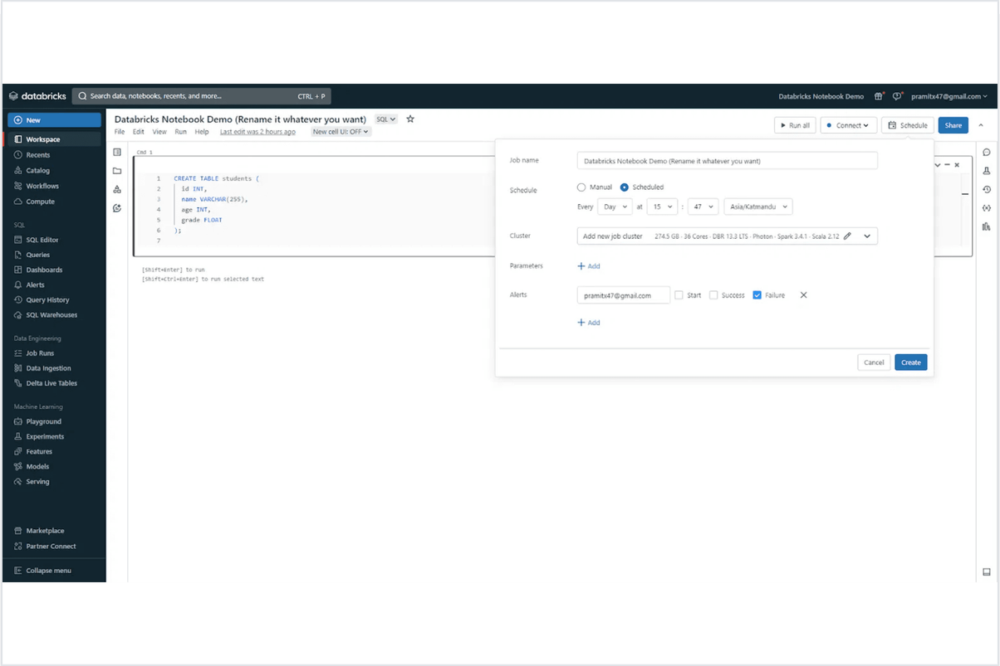 databricks
Search data, notebooks, recents, and more... CTRL + P
Databricks Notebook Demo
pramitx47@gmail.com
New
Workspace
Recents
Catalog
Workflows
Compute
SQL
SQL Editor
Queries
Dashboards
Alerts
Query History
SQL Warehouses
Data Engineering
Job Runs
Data Ingestion
Delta Live Tables
Machine Learning
Playground
Experiments
Features
Models
Serving
Marketplace
Partner Connect
Collapse menu
Databricks Notebook Demo (Rename it whatever you want) SQL
File Edit View Run Help Last edit was 2 hours ago New cell UI: OFF
Run all Connect Schedule Share
Cmd 1
1 CREATE TABLE students (
2 id INT,
3 name VARCHAR(255),
4 age INT,
5 grade FLOAT
6 );
7
[Shift+Enter] to run
[Shift+Ctrl+Enter] to run selected text
Job name Databricks Notebook Demo (Rename it whatever you want)
Schedule Manual Scheduled
Every Day at 15 : 47 Asia/Katmandu
Cluster Add new job cluster 274.5 GB · 36 Cores · DBR 13.3 LTS · Photon · Spark 3.4.1 · Scala 2.12
Parameters + Add
Alerts pramitx47@gmail.com Start Success Failure
+ Add
Cancel Create